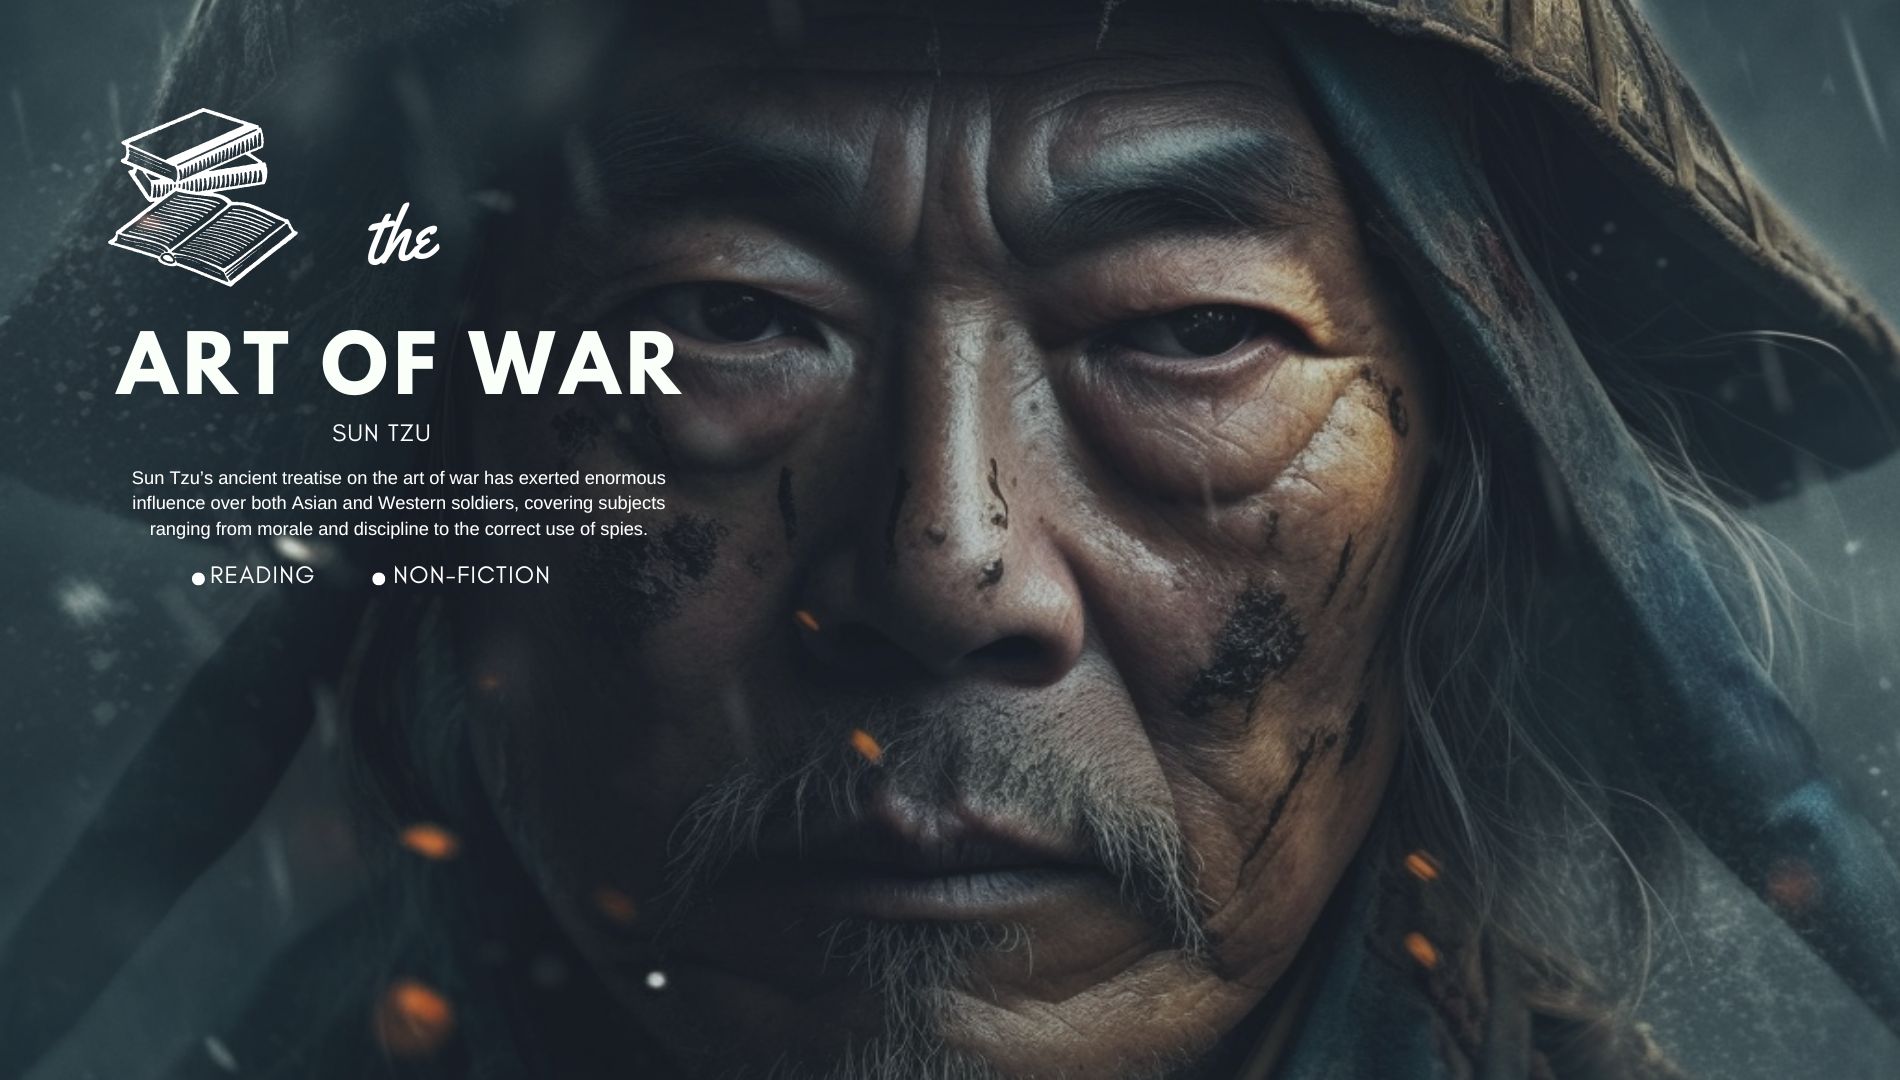 the
ART OF WAR
SUN TZU
Sun Tzu’s ancient treatise on the art of war has exerted enormous
influence over both Asian and Western soldiers, covering subjects
ranging from morale and discipline to the correct use of spies.
●READING ● NON-FICTION